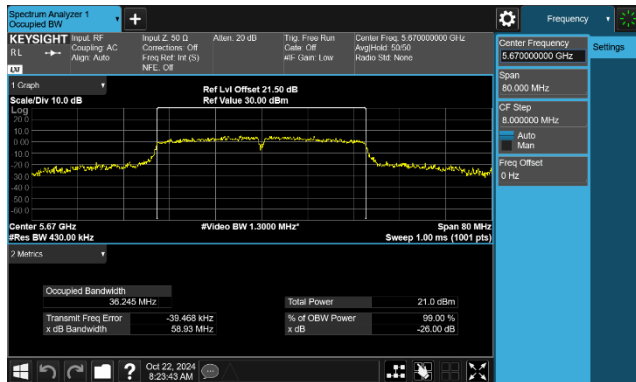 Spectrum Analyzer 1
Occupied BW
+
Frequency
KEYSIGHT Input: RF Input Z: 50 Ω Atten: 20 dB Trig: Free Run Center Freq: 5.670000000 GHz
R L Coupling: AC Corrections: Off Gate: Off Avg|Hold: 50/50
Align: Auto Freq Ref: Int (S) #IF Gain: Low Radio Std: None
NFE: Off
LXI
Center Frequency
5.670000000 GHz
Settings
Span
80.000 MHz
CF Step
8.000000 MHz
Auto
Man
Freq Offset
0 Hz
1 Graph
Ref Lvl Offset 21.50 dB
Scale/Div 10.0 dB Ref Value 30.00 dBm
Log
20.0
10.0
0.00
-10.0
-20.0
-30.0
-40.0
-50.0
-60.0
Center 5.67 GHz #Video BW 1.3000 MHz* Span 80 MHz
#Res BW 430.00 kHz Sweep 1.00 ms (1001 pts)
2 Metrics
Occupied Bandwidth
36.245 MHz Total Power 21.0 dBm
Transmit Freq Error -39.468 kHz % of OBW Power 99.00 %
x dB Bandwidth 58.93 MHz x dB -26.00 dB
?
Oct 22, 2024
8:23:43 AM